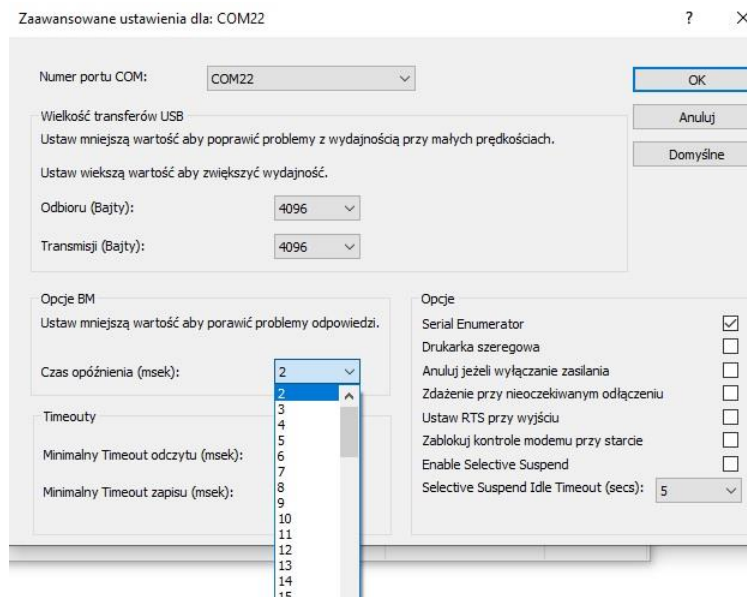 Zaawansowane ustawienia dla: COM22
Numer portu COM:
COM22
OK
Anuluj
Domyślne
Wielkość transferów USB
Ustaw mniejszą wartość aby poprawić problemy z wydajnością przy małych prędkościach.
Ustaw wiekszą wartość aby zwiększyć wydajność.
Odbioru (Bajty):
4096
Transmisji (Bajty):
4096
Opcje BM
Ustaw mniejszą wartość aby porawić problemy odpowiedzi.
Czas opóźnienia (msek):
2
2
3
4
5
6
7
8
9
10
11
12
13
14
15
Timeouty
Minimalny Timeout odczytu (msek):
Minimalny Timeout zapisu (msek):
Opcje
Serial Enumerator
Drukarka szeregowa
Anuluj jeżeli wyłączanie zasilania
Zdażenie przy nieoczekiwanym odłączeniu
Ustaw RTS przy wyjściu
Zablokuj kontrole modemu przy starcie
Enable Selective Suspend
Selective Suspend Idle Timeout (secs):
5